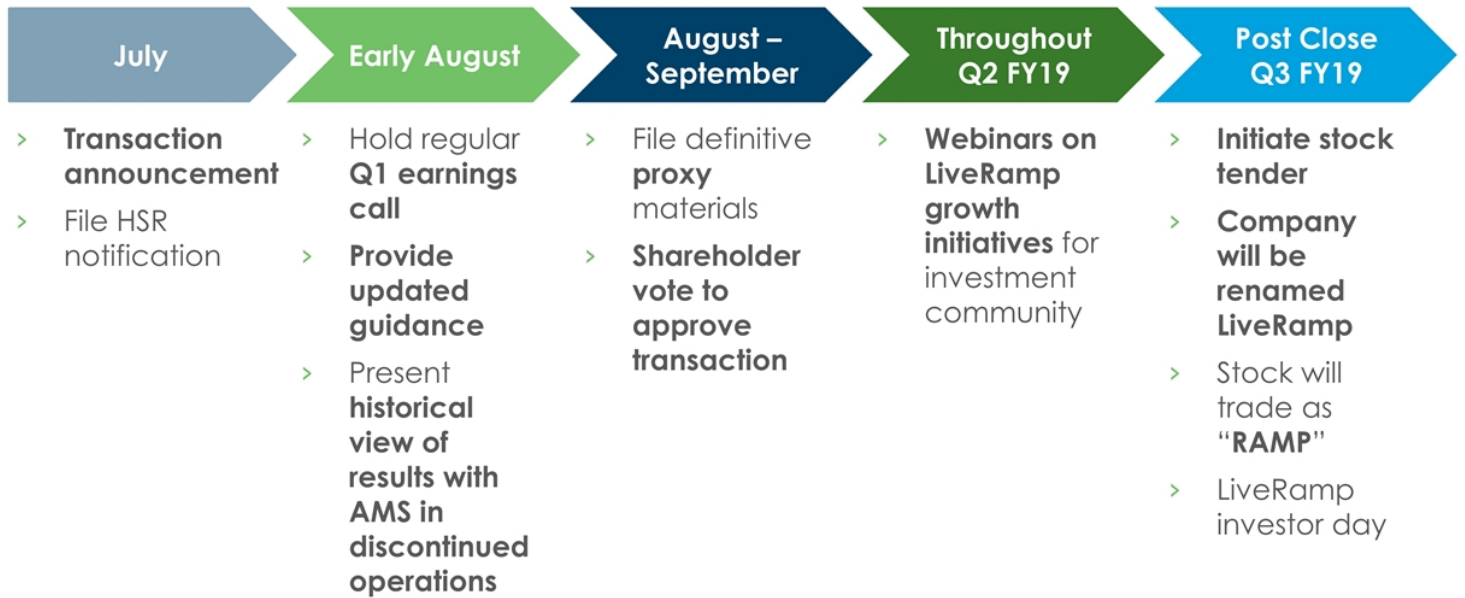 July
> Transaction
announcement
> File HSR
notification
Early August
> Hold regular
Q1 earnings
call
> Provide
updated
guidance
> Present
historical
view of
results with
AMS in
discontinued
operations
August –
September
> File definitive
proxy
materials
> Shareholder
vote to
approve
transaction
Throughout
Q2 FY19
> Webinars on
LiveRamp
growth
initiatives for
investment
community
Post Close
Q3 FY19
> Initiate stock
tender
> Company
will be
renamed
LiveRamp
> Stock will
trade as
“RAMP”
> LiveRamp
investor day